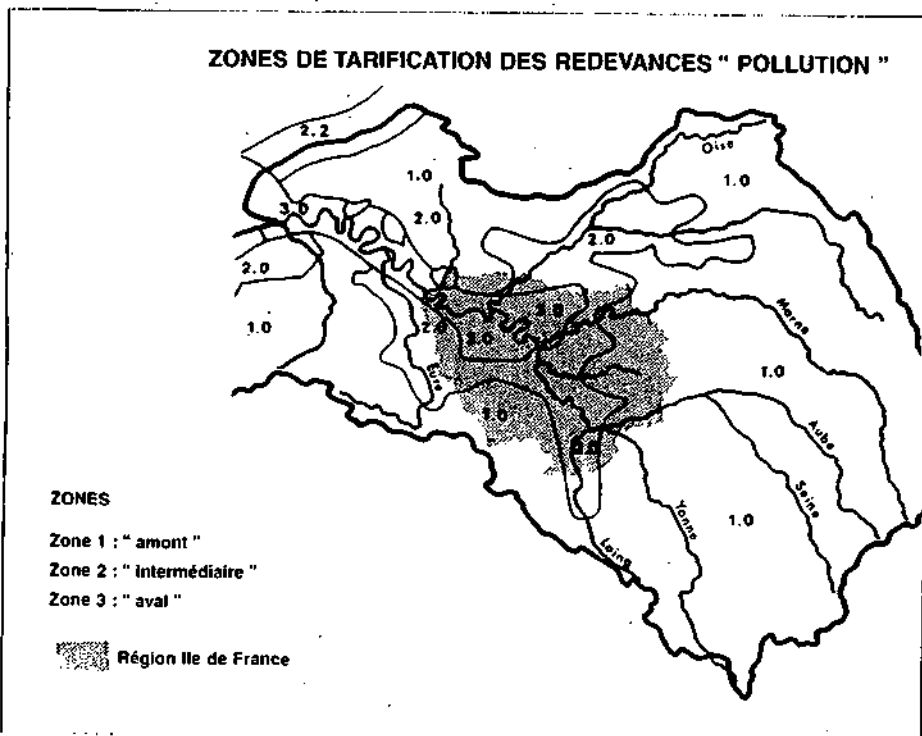 ZONES DE TARIFICATION DES REDEVANCES " POLLUTION "
2.2
Oise
1.0
1.0
3.0
2.0
2.0
2.0
1.0
Marne
2.0
Eure
1.0
1.0
Aube
Seine
Yonne
1.0
Loing
ZONES
Zone 1 : " amont "
Zone 2 : " intermédiaire "
Zone 3 : " aval "
Région Ile de France